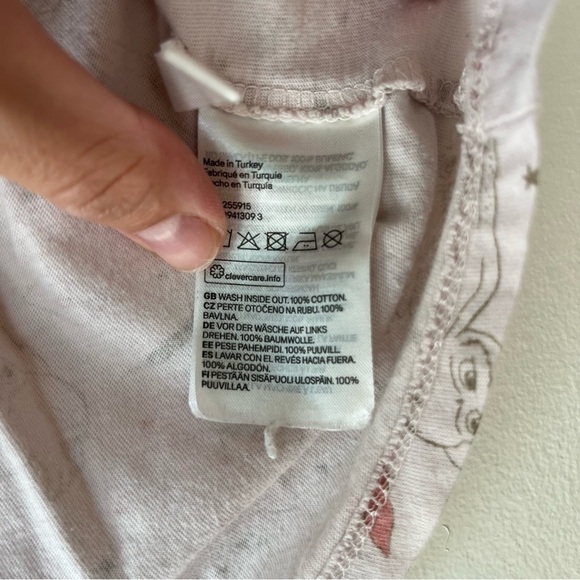 Made in Turkey
Fabriqué en Turquie
cho en Turquía
255915
941309 3
clevercare.info
GB WASH INSIDE OUT. 100% COTTON.
CZ PERTE OTOČENO NA RUBU. 100%
BAVLNA.
DE VOR DER WÄSCHE AUF LINKS
DREHEN. 100% BAUMWOLLE.
EE PESE PAHEMPIDI. 100% PUUVILL.
ES LAVAR CON EL REVÉS HACIA FUERA.
100% ALGODÓN.
FI PESTÄÄN SISÄPUOLI ULOSPÄIN. 100%
PUUVILLAA.